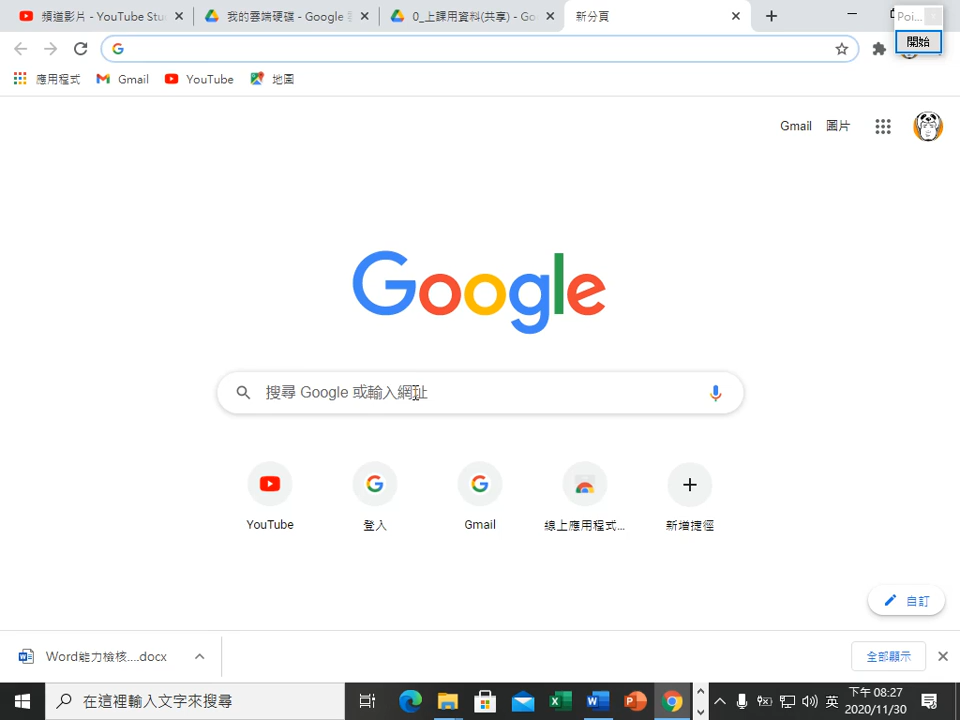 頻道影片 - YouTube Stu
我的雲端硬碟 - Google
0_上課用資料(共享) - Go
新分頁
Poi...
開始
應用程式
Gmail
YouTube
地圖
Gmail
圖片
Google
搜尋 Google 或輸入網址
YouTube
登入
Gmail
線上應用程式...
新增捷徑
自訂
Word能力檢核....docx
全部顯示
在這裡輸入文字來搜尋
英
下午 08:27
2020/11/30